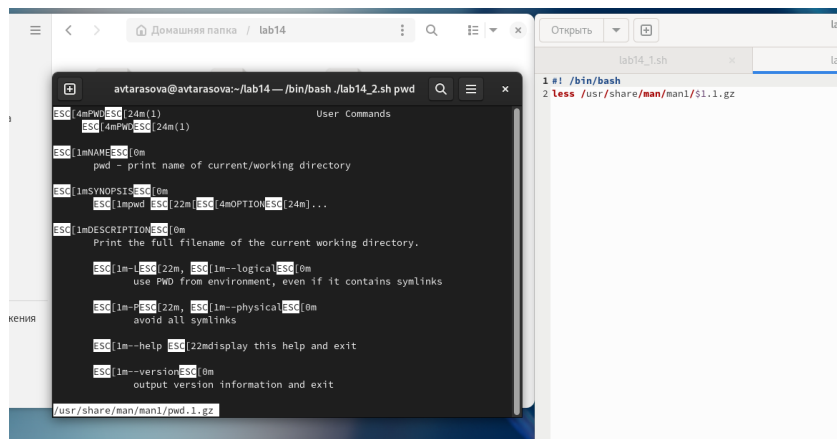 Домашняя папка / lab14
Открыть
lab14_1.sh
avtarasova@avtarasova:~/lab14 — /bin/bash ./lab14_2.sh pwd
1 #! /bin/bash
2 less /usr/share/man/man1/$1.1.gz
ESC[4mPWDESC[24m(1) User Commands
ESC[4mPWDESC[24m(1)
ESC[1mNAMEESC[0m
pwd - print name of current/working directory
ESC[1mSYNOPSISESC[0m
ESC[1mpwd ESC[22m[ESC[4mOPTIONESC[24m]...
ESC[1mDESCRIPTIONESC[0m
Print the full filename of the current working directory.
ESC[1m-LESC[22m, ESC[1m--logicalESC[0m
use PWD from environment, even if it contains symlinks
ESC[1m-PESC[22m, ESC[1m--physicalESC[0m
avoid all symlinks
ESC[1m--help ESC[22mdisplay this help and exit
ESC[1m--versionESC[0m
output version information and exit
/usr/share/man/man1/pwd.1.gz